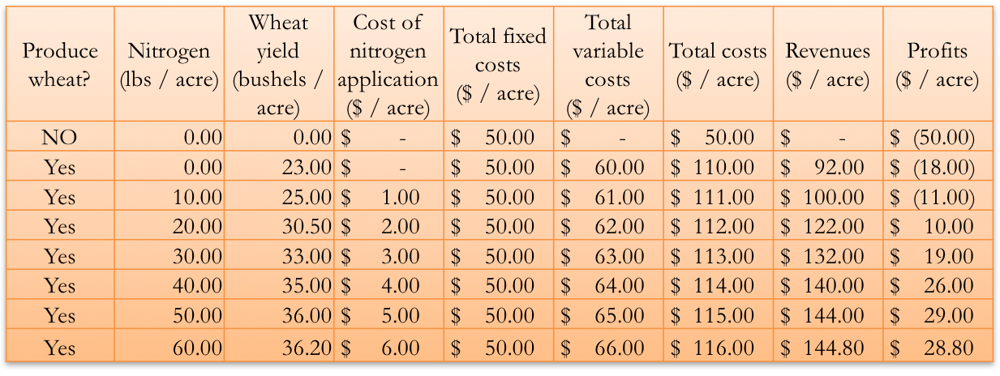 Produce wheat? | Nitrogen (lbs / acre) | Wheat yield (bushels / acre) | Cost of nitrogen application ($ / acre) | Total fixed costs ($ / acre) | Total variable costs ($ / acre) | Total costs ($ / acre) | Revenues ($ / acre) | Profits ($ / acre)
NO | 0.00 | 0.00 | $ - | $ 50.00 | $ - | $ 50.00 | $ - | $ (50.00)
Yes | 0.00 | 23.00 | $ - | $ 50.00 | $ 60.00 | $ 110.00 | $ 92.00 | $ (18.00)
Yes | 10.00 | 25.00 | $ 1.00 | $ 50.00 | $ 61.00 | $ 111.00 | $ 100.00 | $ (11.00)
Yes | 20.00 | 30.50 | $ 2.00 | $ 50.00 | $ 62.00 | $ 112.00 | $ 122.00 | $ 10.00
Yes | 30.00 | 33.00 | $ 3.00 | $ 50.00 | $ 63.00 | $ 113.00 | $ 132.00 | $ 19.00
Yes | 40.00 | 35.00 | $ 4.00 | $ 50.00 | $ 64.00 | $ 114.00 | $ 140.00 | $ 26.00
Yes | 50.00 | 36.00 | $ 5.00 | $ 50.00 | $ 65.00 | $ 115.00 | $ 144.00 | $ 29.00
Yes | 60.00 | 36.20 | $ 6.00 | $ 50.00 | $ 66.00 | $ 116.00 | $ 144.80 | $ 28.80